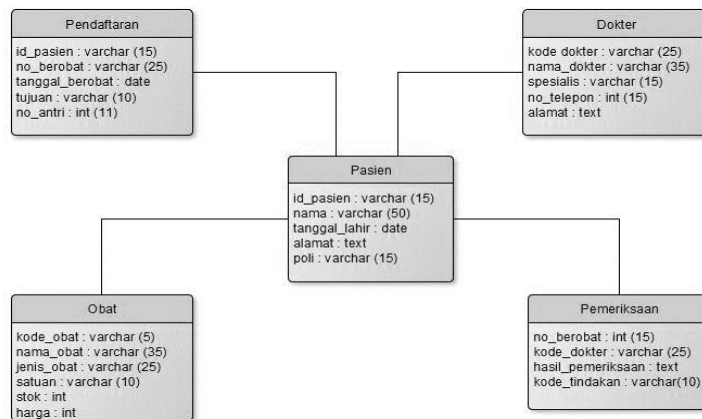 Pendaftaran
id_pasien : varchar (15)
no_berobat : varchar (25)
tanggal_berobat : date
tujuan : varchar (10)
no_antri : int (11)
Dokter
kode dokter : varchar (25)
nama_dokter : varchar (35)
spesialis : varchar (15)
no_telepon : int (15)
alamat : text
Pasien
id_pasien : varchar (15)
nama : varchar (50)
tanggal_lahir : date
alamat : text
poli : varchar (15)
Obat
kode_obat : varchar (5)
nama_obat : varchar (35)
jenis_obat : varchar (25)
satuan : varchar (10)
stok : int
harga : int
Pemeriksaan
no_berobat : int (15)
kode_dokter : varchar (25)
hasil_pemeriksaan : text
kode_tindakan : varchar(10)